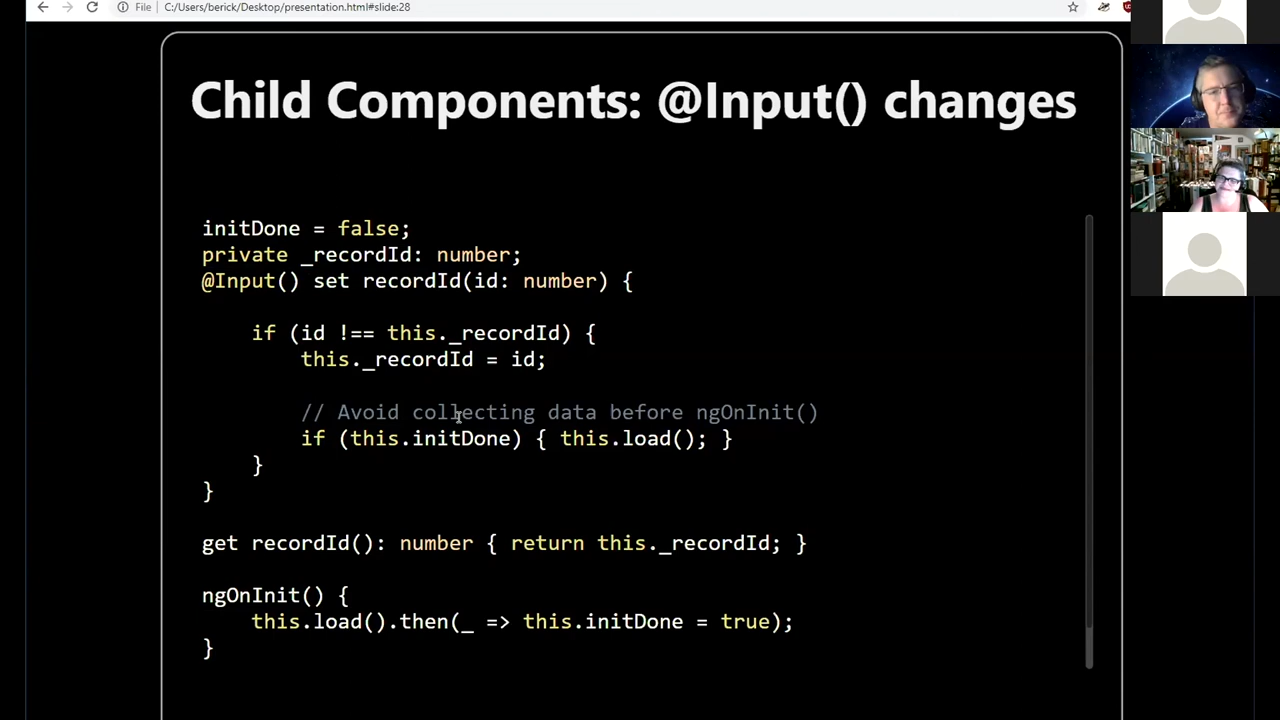 File
C:/Users/berick/Desktop/presentation.html#slide:28
Child Components: @Input() changes
initDone = false;
private _recordId: number;
@Input() set recordId(id: number) {
if (id !== this._recordId) {
this._recordId = id;
// Avoid collecting data before ngOnInit()
if (this.initDone) { this.load(); }
}
}
get recordId(): number { return this._recordId; }
ngOnInit() {
this.load().then(_ => this.initDone = true);
}